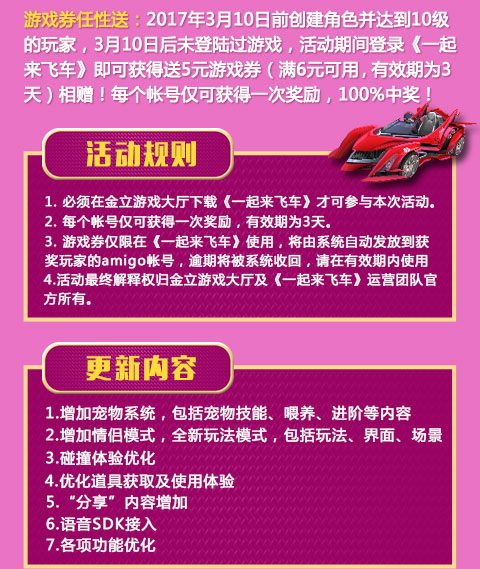 游戏券任性送：2017年3月10日前创建角色并达到10级
的玩家，3月10日后未登陆过游戏，活动期间登录《一起
来飞车》即可获得送5元游戏券（满6元可用，有效期为3
天）相赠！每个帐号仅可获得一次奖励，100%中奖！
活动规则
1. 必须在金立游戏大厅下载《一起来飞车》才可参与本次活动。
2. 每个帐号仅可获得一次奖励，有效期为3天。
3. 游戏券仅限在《一起来飞车》使用，将由系统自动发放到获
奖玩家的amigo帐号，逾期将被系统收回，请在有效期内使用
4.活动最终解释权归金立游戏大厅及《一起来飞车》运营团队官
方所有。
更新内容
1.增加宠物系统，包括宠物技能、喂养、进阶等内容
2.增加情侣模式，全新玩法模式，包括玩法、界面、场景
3.碰撞体验优化
4.优化道具获取及使用体验
5.“分享”内容增加
6.语音SDK接入
7.各项功能优化